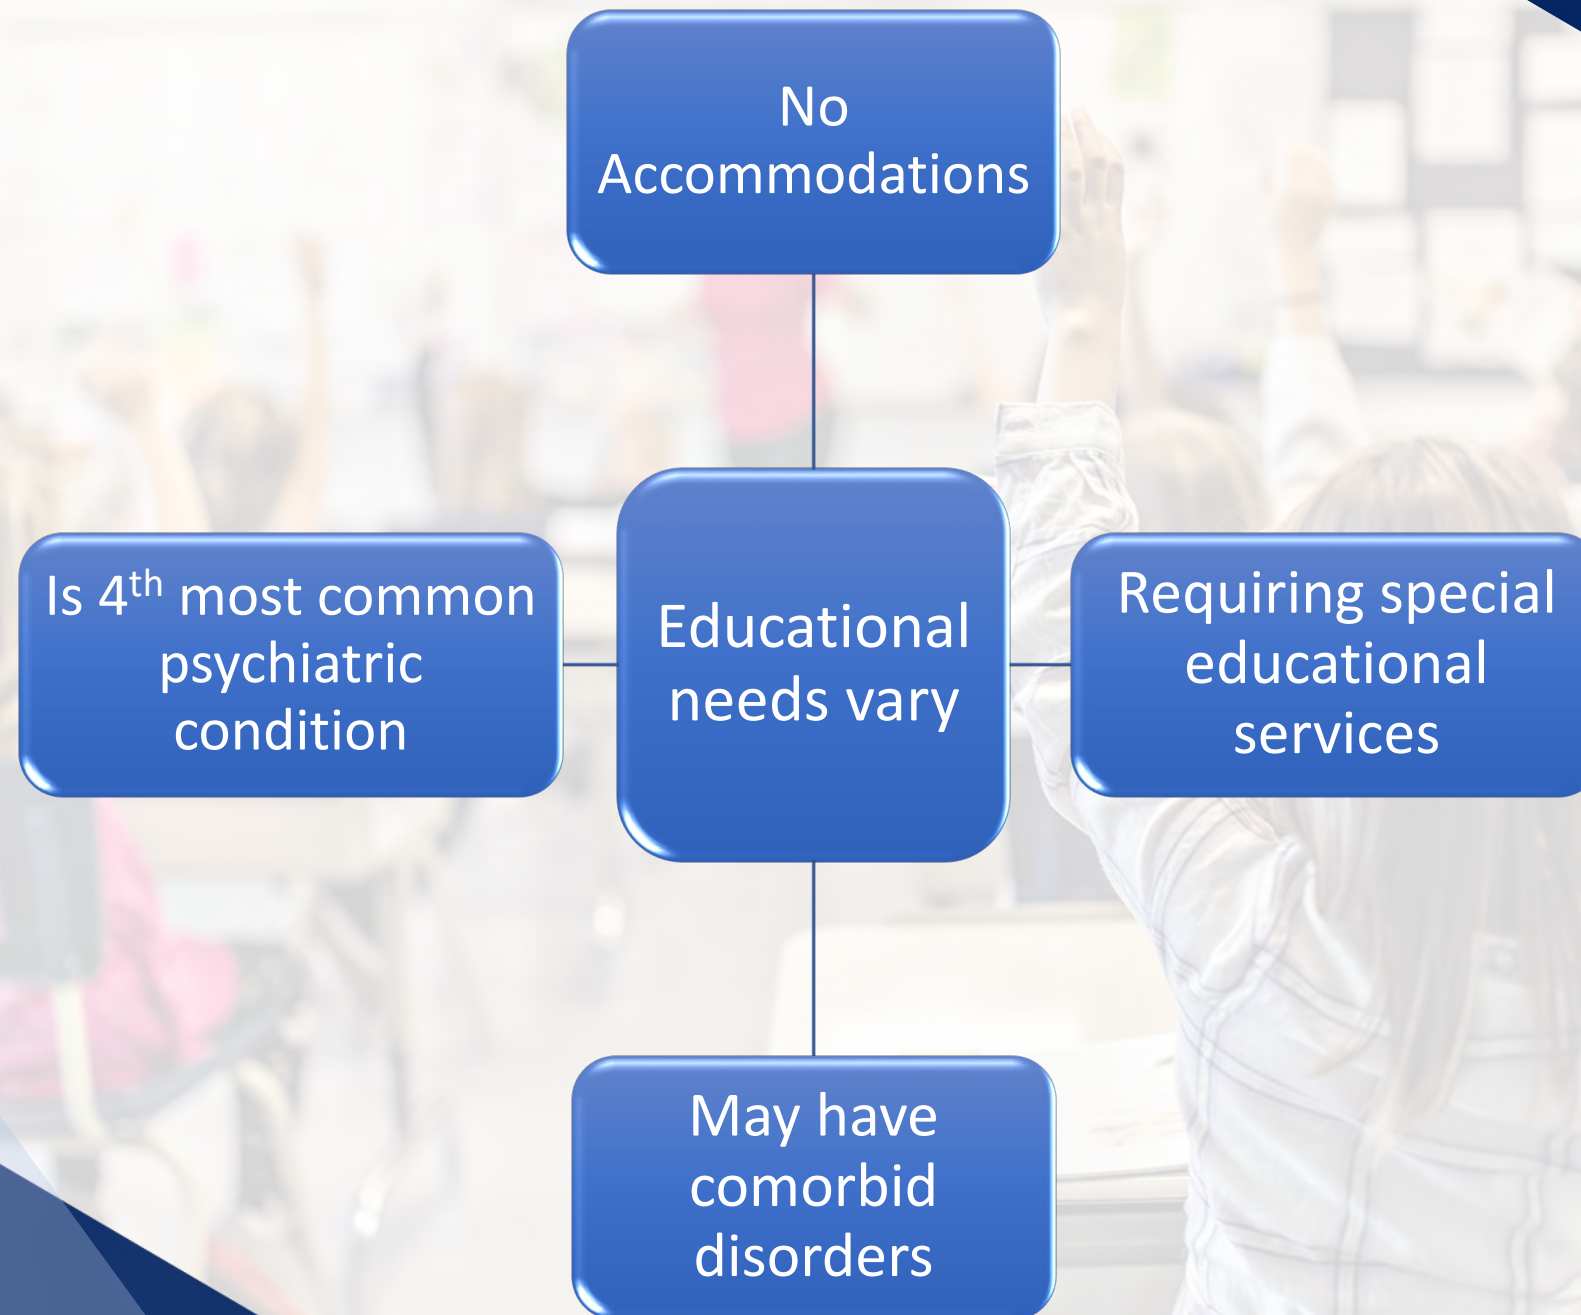 No
Accommodations
Is 4th most common
psychiatric
condition
Educational
needs vary
Requiring special
educational
services
May have
comorbid
disorders